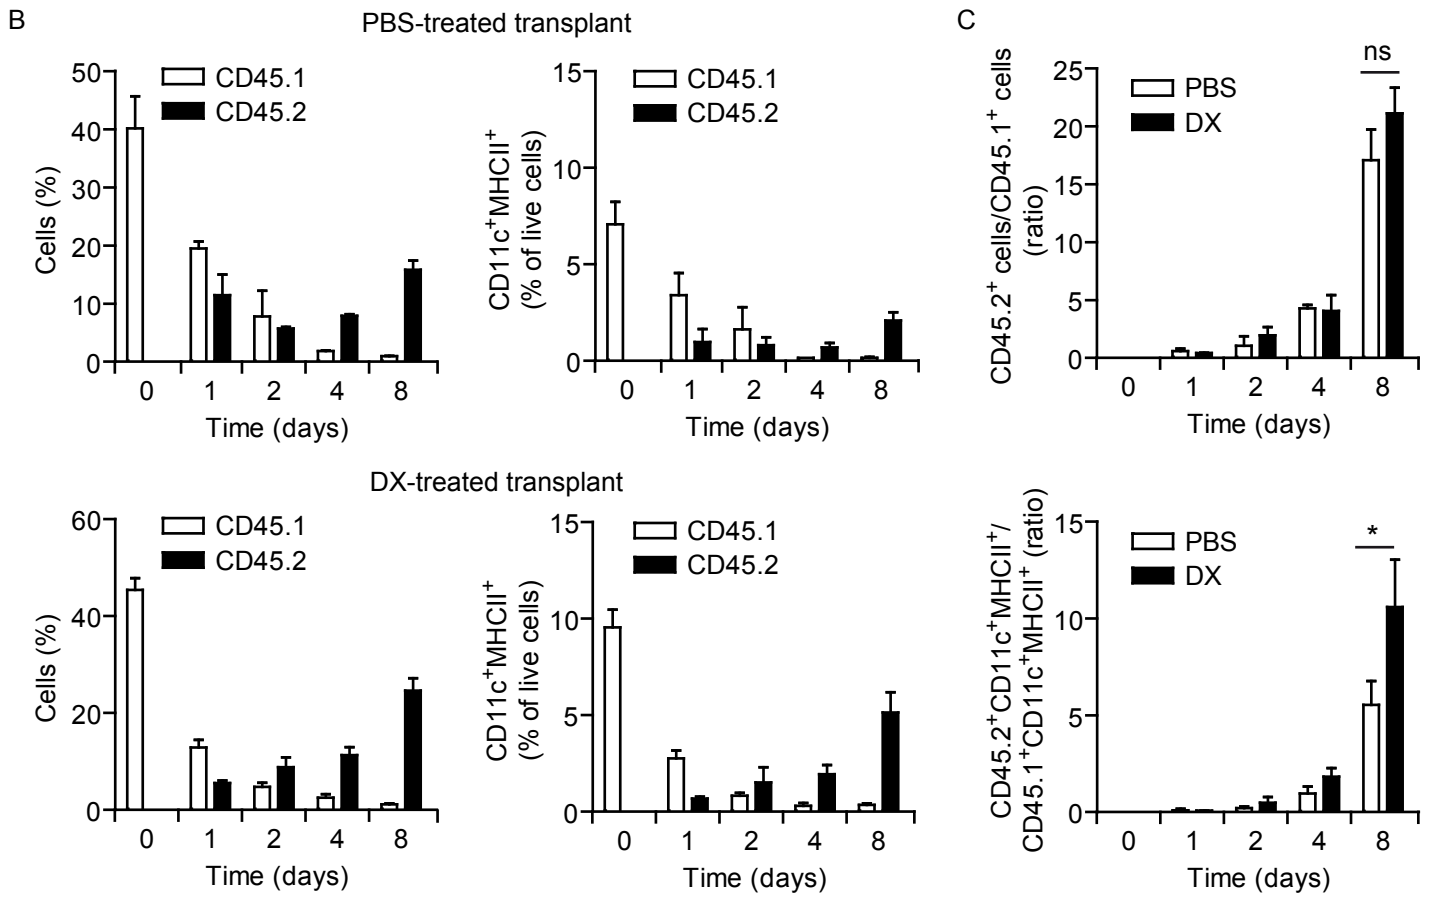 B
PBS-treated transplant
50
40
30
20
10
0
Cells (%)
CD45.1
CD45.2
0 1 2 4 8
Time (days)
15
10
5
0
CD11c⁺MHCII⁺
(% of live cells)
CD45.1
CD45.2
0 1 2 4 8
Time (days)
DX-treated transplant
60
40
20
0
Cells (%)
CD45.1
CD45.2
0 1 2 4 8
Time (days)
15
10
5
0
CD11c⁺MHCII⁺
(% of live cells)
CD45.1
CD45.2
0 1 2 4 8
Time (days)
C
25
20
15
10
5
0
CD45.2⁺ cells/CD45.1⁺ cells
(ratio)
PBS
DX
ns
0 1 2 4 8
Time (days)
15
10
5
0
CD45.2⁺CD11c⁺MHCII⁺/
CD45.1⁺CD11c⁺MHCII⁺ (ratio)
PBS
DX
*
0 1 2 4 8
Time (days)